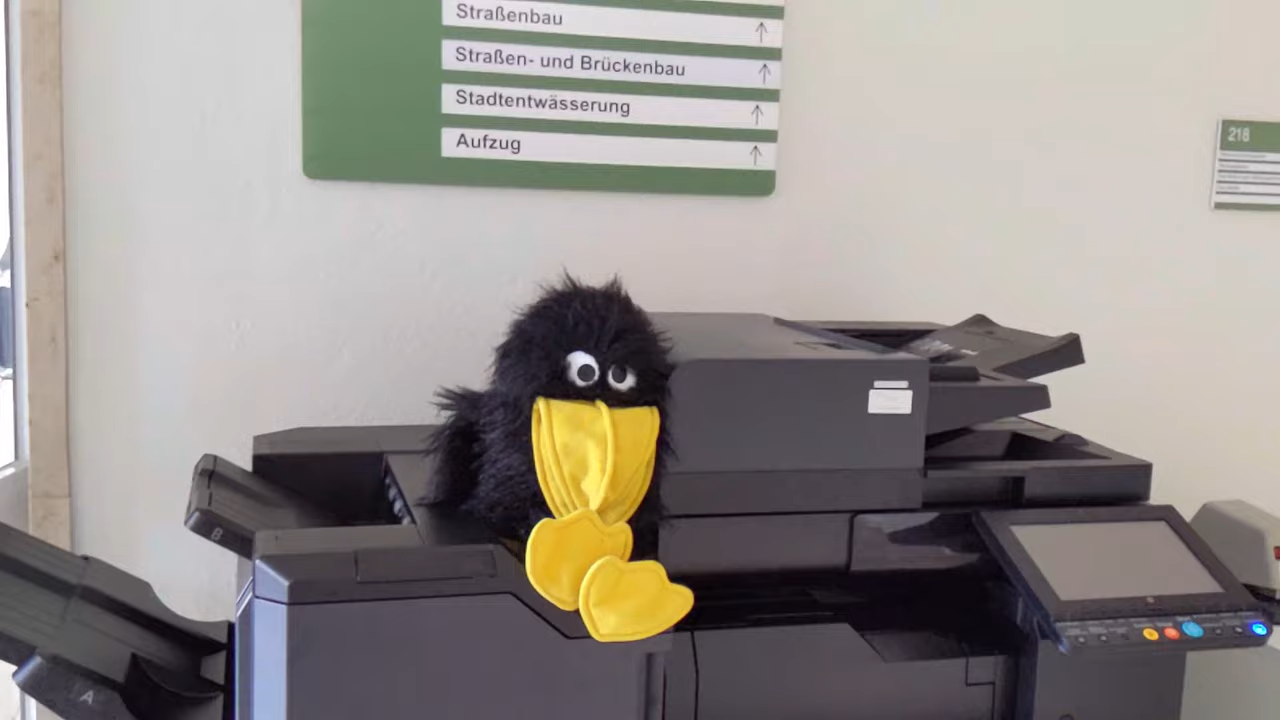 Straßenbau ↑
Straßen- und Brückenbau ↑
Stadtentwässerung ↑
Aufzug ↑
218
B
A